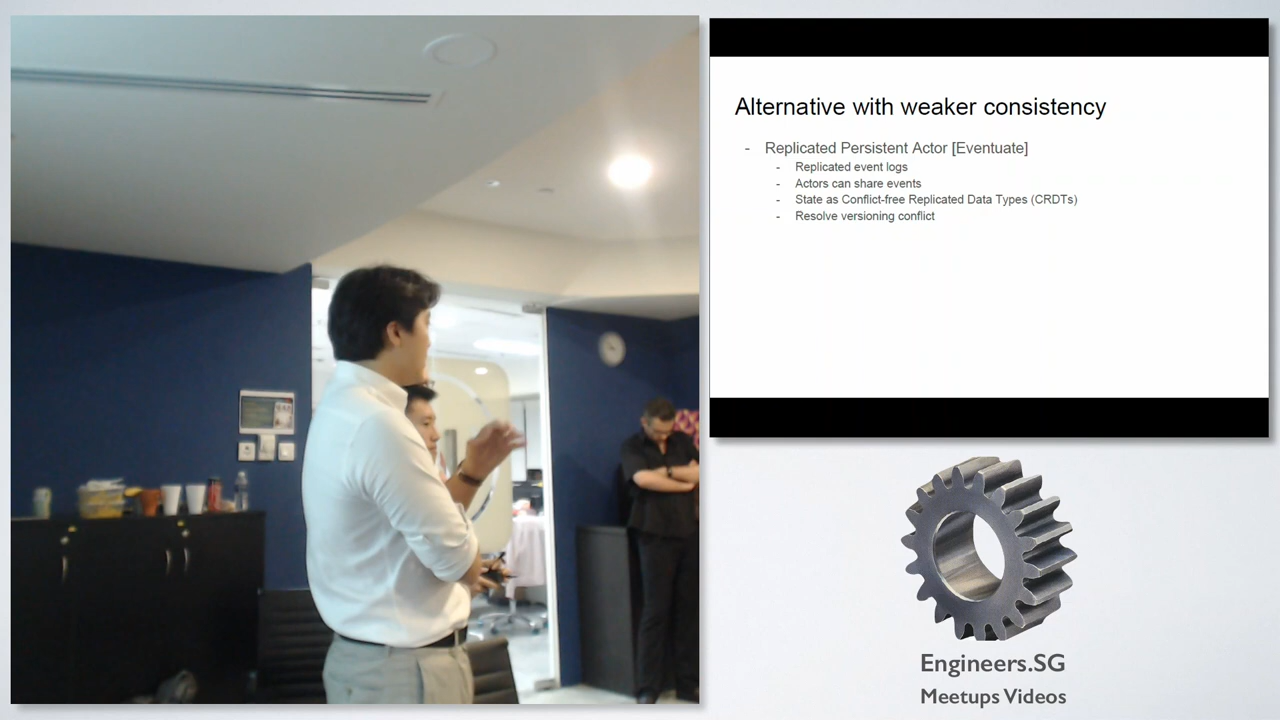 Alternative with weaker consistency
- Replicated Persistent Actor [Eventuate]
- Replicated event logs
- Actors can share events
- State as Conflict-free Replicated Data Types (CRDTs)
- Resolve versioning conflict
Engineers.SG
Meetups Videos